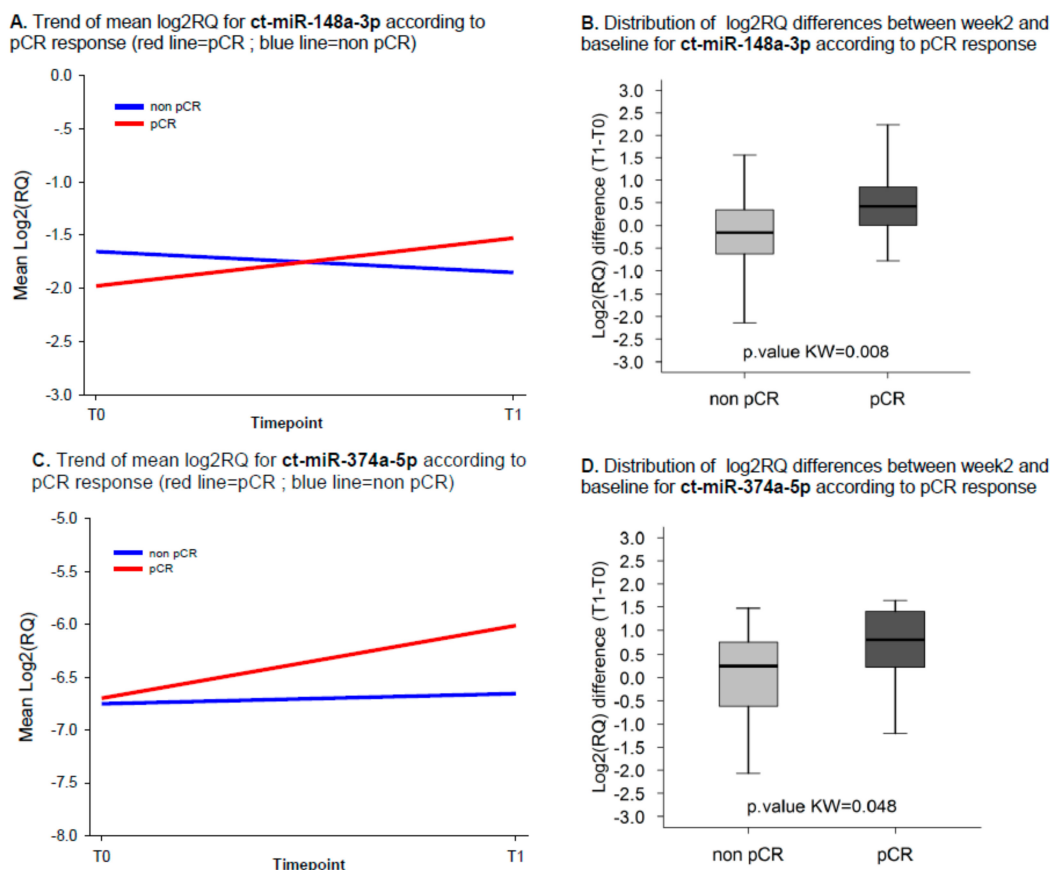 A. Trend of mean log2RQ for ct-miR-148a-3p according to
pCR response (red line=pCR ; blue line=non pCR)
0.0
-.5
-1.0
-1.5
-2.0
-2.5
-3.0
Mean Log2(RQ)
non pCR
pCR
T0
T1
Timepoint
B. Distribution of log2RQ differences between week2 and
baseline for ct-miR-148a-3p according to pCR response
3.0
2.5
2.0
1.5
1.0
0.5
0.0
-0.5
-1.0
-1.5
-2.0
-2.5
-3.0
Log2(RQ) difference (T1-T0)
p.value KW=0.008
non pCR
pCR
C. Trend of mean log2RQ for ct-miR-374a-5p according to
pCR response (red line=pCR ; blue line=non pCR)
-5.0
-5.5
-6.0
-6.5
-7.0
-7.5
-8.0
Mean Log2(RQ)
non pCR
pCR
T0
T1
Timepoint
D. Distribution of log2RQ differences between week2 and
baseline for ct-miR-374a-5p according to pCR response
3.0
2.5
2.0
1.5
1.0
0.5
0.0
-0.5
-1.0
-1.5
-2.0
-2.5
-3.0
Log2(RQ) difference (T1-T0)
p.value KW=0.048
non pCR
pCR